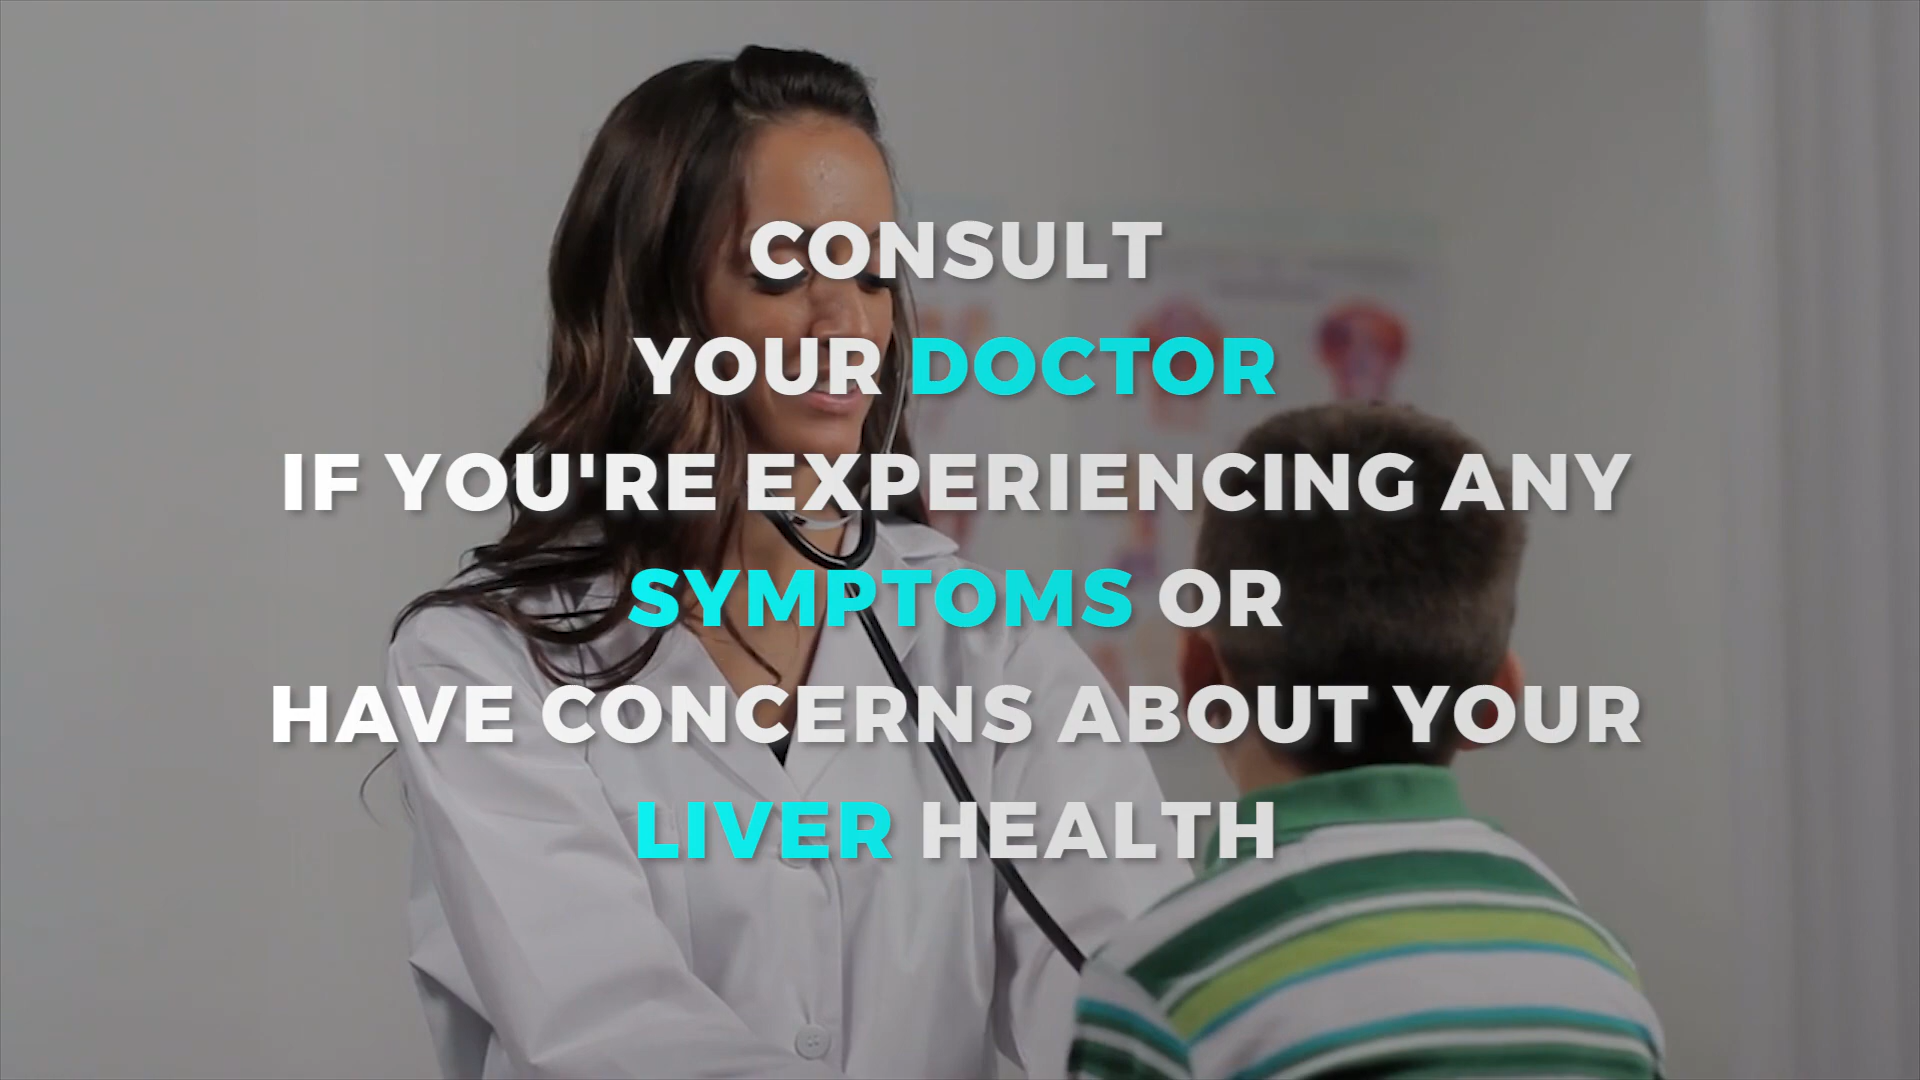 CONSULT
YOUR DOCTOR
IF YOU'RE EXPERIENCING ANY
SYMPTOMS OR
HAVE CONCERNS ABOUT YOUR
LIVER HEALTH